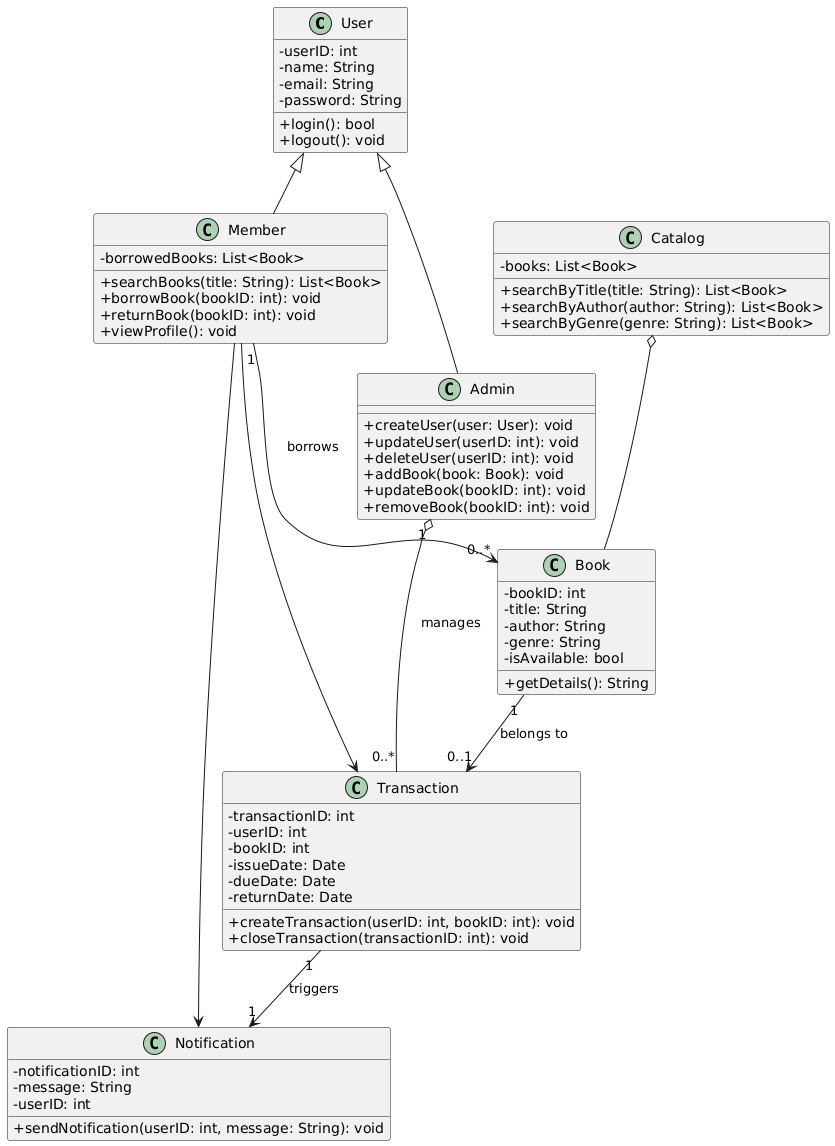 C User
-userID: int
-name: String
-email: String
-password: String
+login(): bool
+logout(): void
C Member
-borrowedBooks: List<Book>
+searchBooks(title: String): List<Book>
+borrowBook(bookID: int): void
+returnBook(bookID: int): void
+viewProfile(): void
C Catalog
-books: List<Book>
+searchByTitle(title: String): List<Book>
+searchByAuthor(author: String): List<Book>
+searchByGenre(genre: String): List<Book>
1
borrows
0..*
C Admin
+createUser(user: User): void
+updateUser(userID: int): void
+deleteUser(userID: int): void
+addBook(book: Book): void
+updateBook(bookID: int): void
+removeBook(bookID: int): void
1
manages
0..*
C Book
-bookID: int
-title: String
-author: String
-genre: String
-isAvailable: bool
+getDetails(): String
1
belongs to
0..1
C Transaction
-transactionID: int
-userID: int
-bookID: int
-issueDate: Date
-dueDate: Date
-returnDate: Date
+createTransaction(userID: int, bookID: int): void
+closeTransaction(transactionID: int): void
1
triggers
1
C Notification
-notificationID: int
-message: String
-userID: int
+sendNotification(userID: int, message: String): void